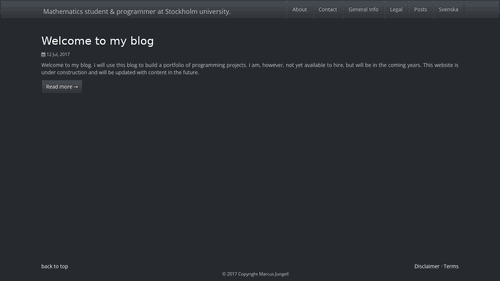 Mathematics student & programmer at Stockholm university.
About Contact General Info Legal Posts Svenska
Welcome to my blog
12 Jul, 2017
Welcome to my blog. I will use this blog to build a portfolio of programming projects. I am, however, not yet available to hire, but will be in the coming years. This website
is under construction and will be updated with content in the future.
Read more →
back to top
Disclaimer · Terms
© 2017 Copyright Marcus Jungell